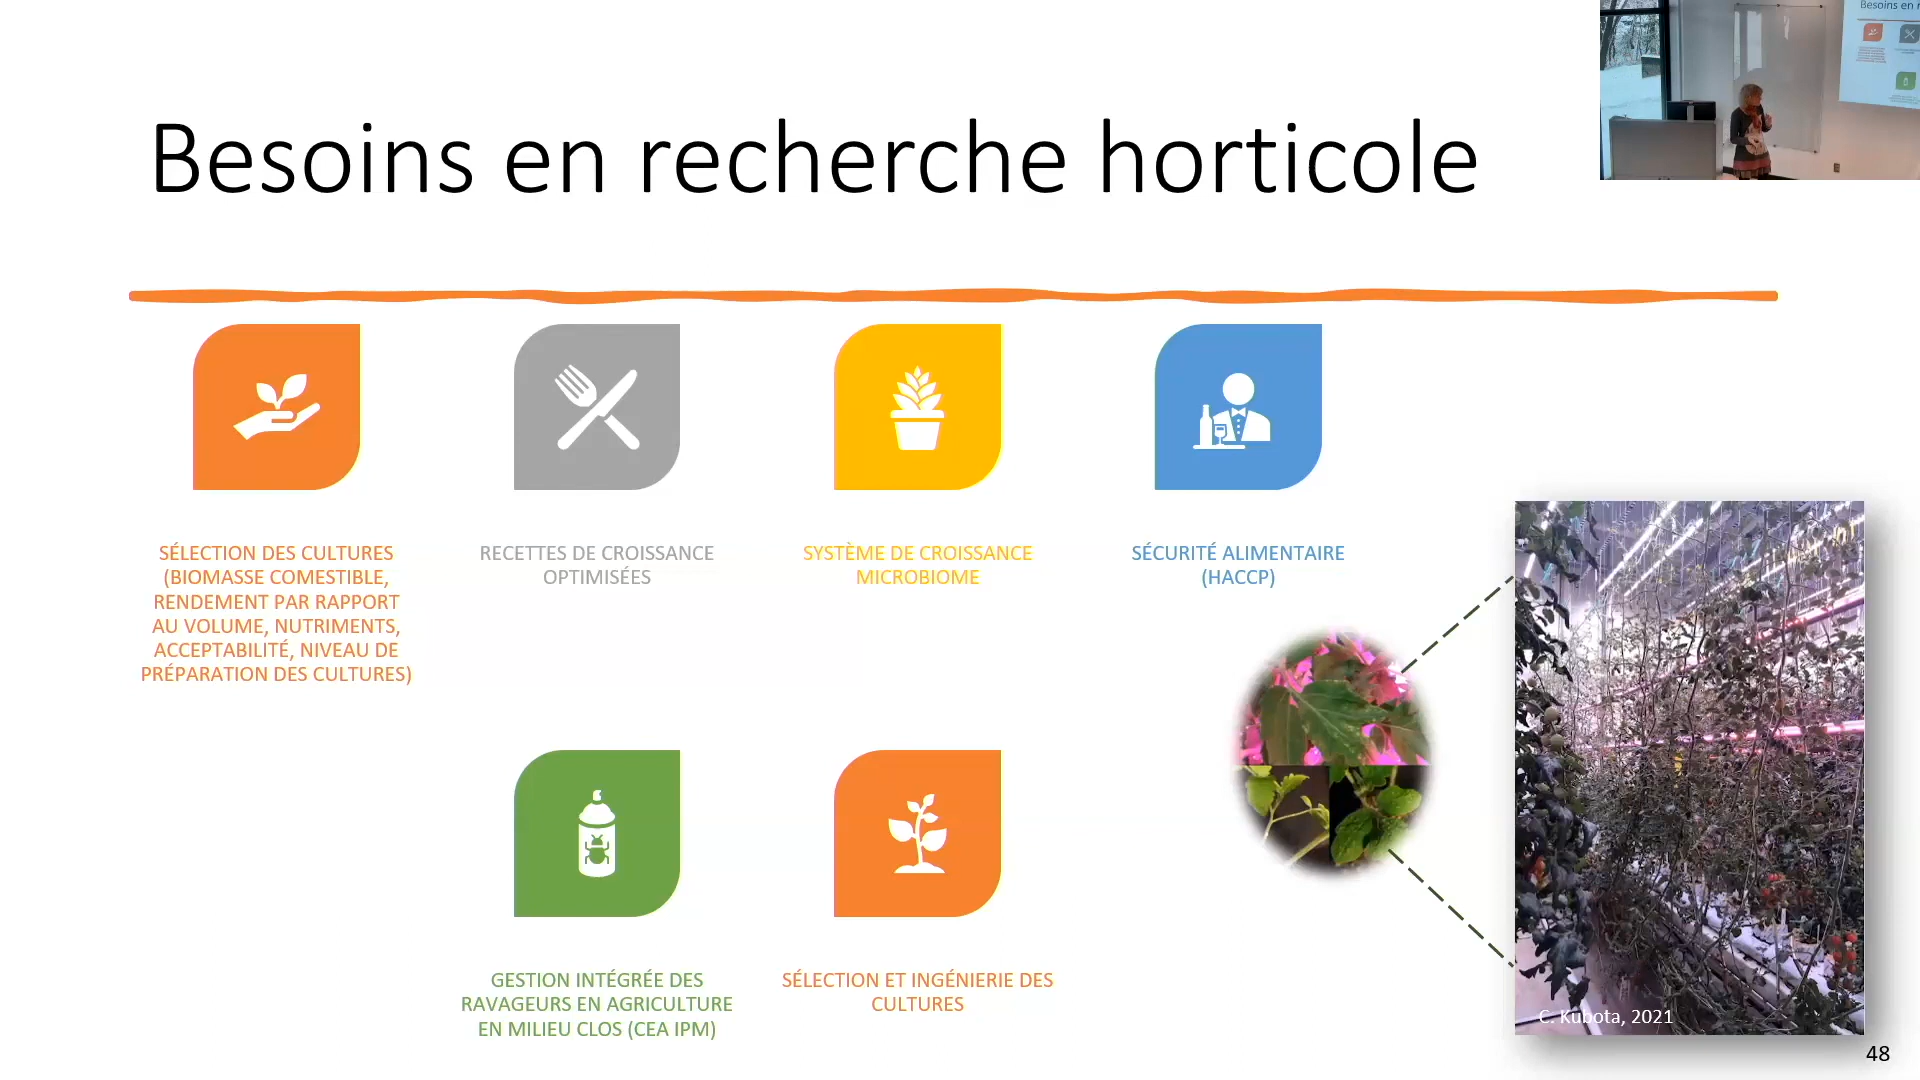 Besoins en recherche horticole
Besoins en
SÉLECTION DES CULTURES
(BIOMASSE COMESTIBLE,
RENDEMENT PAR RAPPORT
AU VOLUME, NUTRIMENTS,
ACCEPTABILITÉ, NIVEAU DE
PRÉPARATION DES CULTURES)
RECETTES DE CROISSANCE
OPTIMISÉES
SYSTÈME DE CROISSANCE
MICROBIOME
SÉCURITÉ ALIMENTAIRE
(HACCP)
GESTION INTÉGRÉE DES
RAVAGEURS EN AGRICULTURE
EN MILIEU CLOS (CEA IPM)
SÉLECTION ET INGÉNIERIE DES
CULTURES
C. Kubota, 2021
48